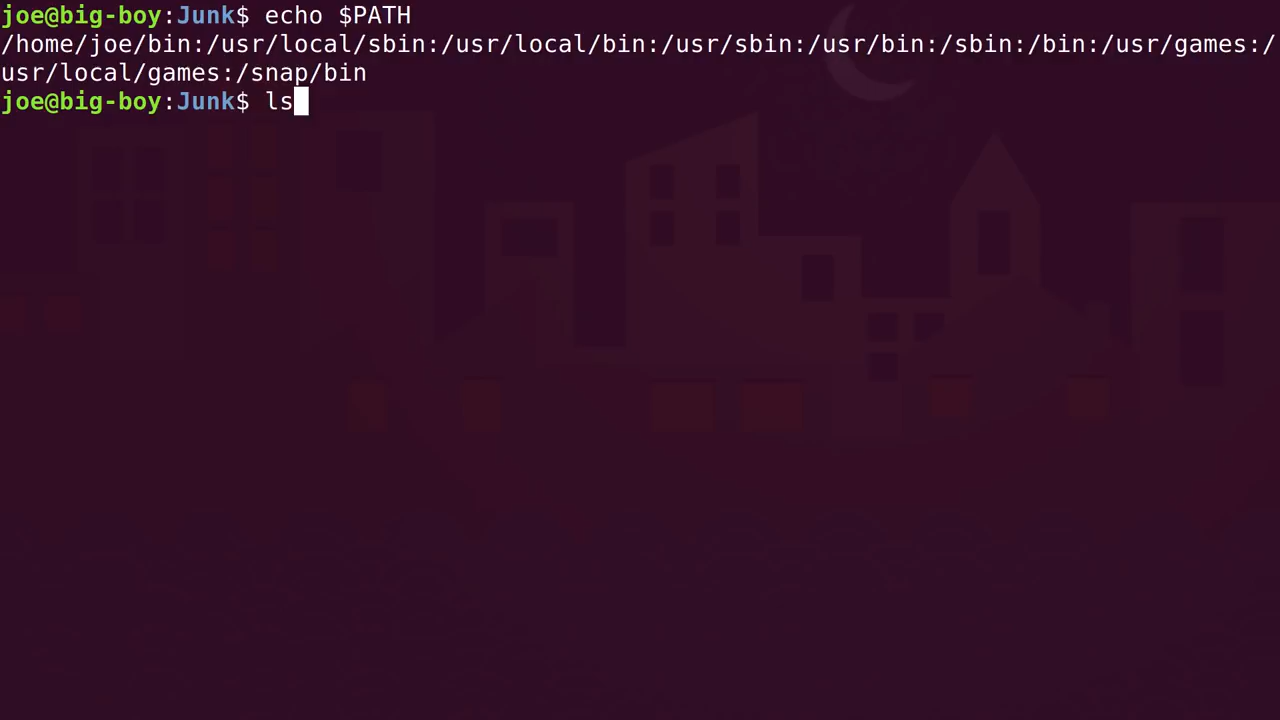 joe@big-boy:Junk$ echo $PATH
/home/joe/bin:/usr/local/sbin:/usr/local/bin:/usr/sbin:/usr/bin:/sbin:/bin:/usr/games:/
usr/local/games:/snap/bin
joe@big-boy:Junk$ ls